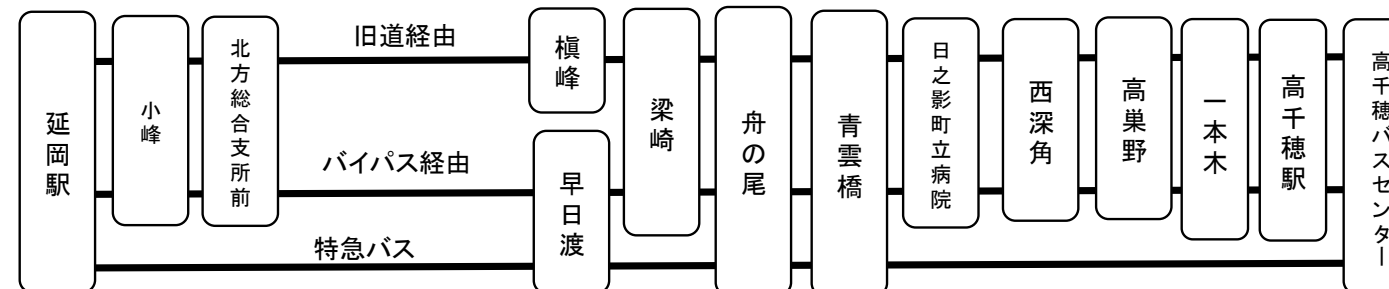 延岡駅
小峰
北方総合支所前
旧道経由
バイパス経由
特急バス
槇峰
早日渡
梁崎
舟の尾
青雲橋
日之影町立病院
西深角
高巣野
一本木
高千穂駅
高千穂バスセンター